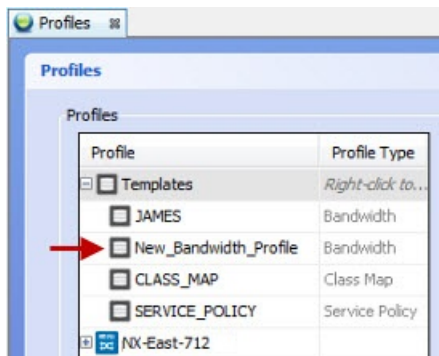 Profiles
Profiles
Profiles
Profile Profile Type
Templates Right-click to...
JAMES Bandwidth
New_Bandwidth_Profile Bandwidth
CLASS_MAP Class Map
SERVICE_POLICY Service Policy
NX-East-712